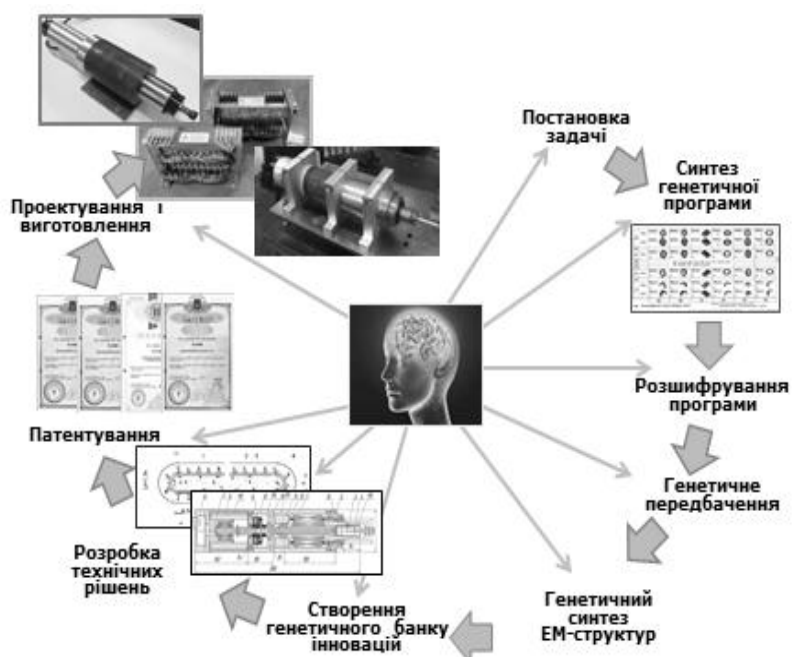 Постановка
задачі
Синтез
генетичної
програми
Розшифрування
програми
Генетичне
передбачення
Генетичний
синтез
ЕМ-структур
Створення
генетичного банку
інновацій
Розробка
технічних
рішень
Патентування
Проектування і
виготовлення